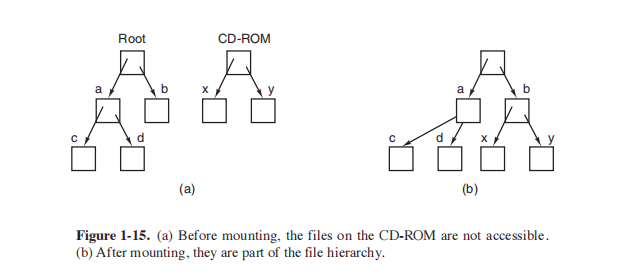 Root CD-ROM
a b x y
c d
(a)
a b
c d x y
(b)
Figure 1-15. (a) Before mounting, the files on the CD-ROM are not accessible.
(b) After mounting, they are part of the file hierarchy.